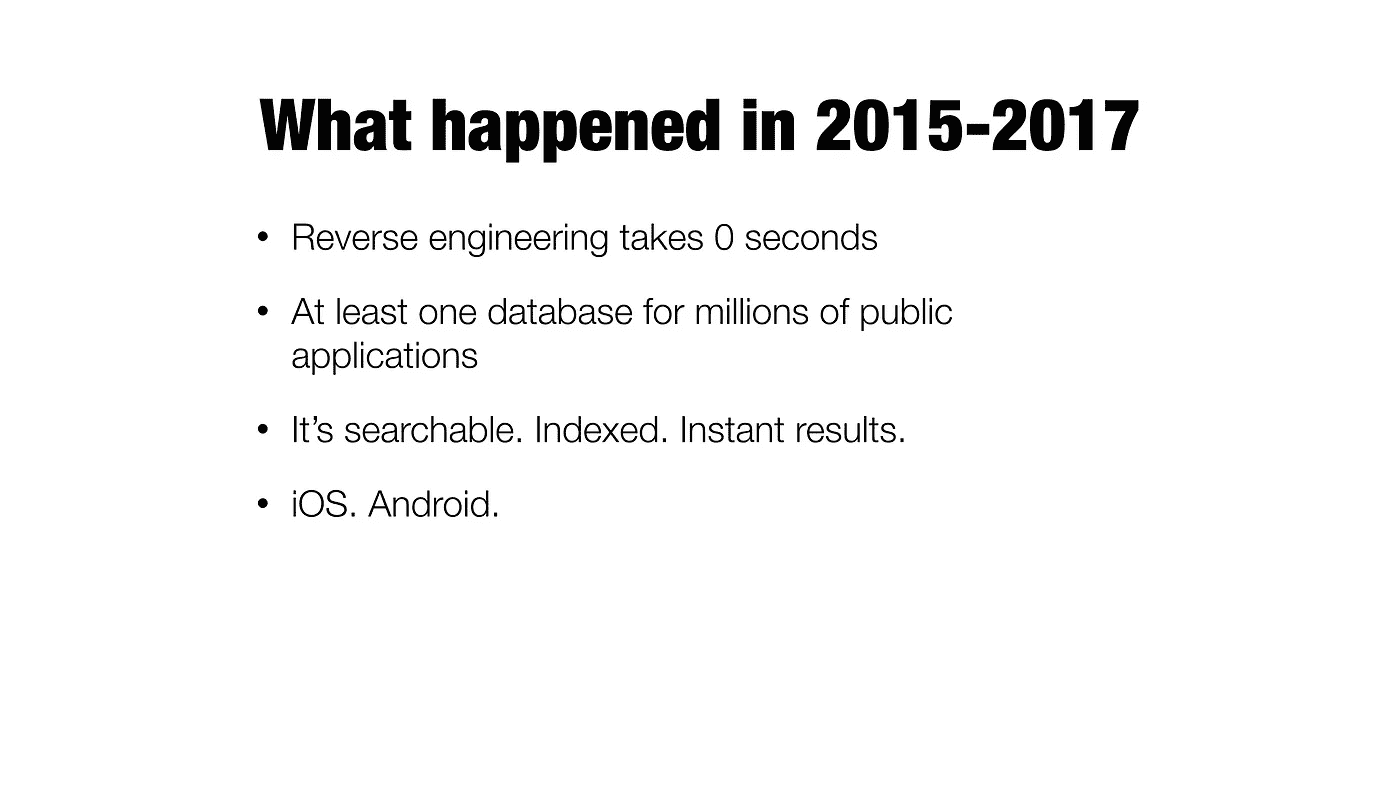 What happened in 2015-2017
• Reverse engineering takes 0 seconds
• At least one database for millions of public
applications
• It’s searchable. Indexed. Instant results.
• iOS. Android.